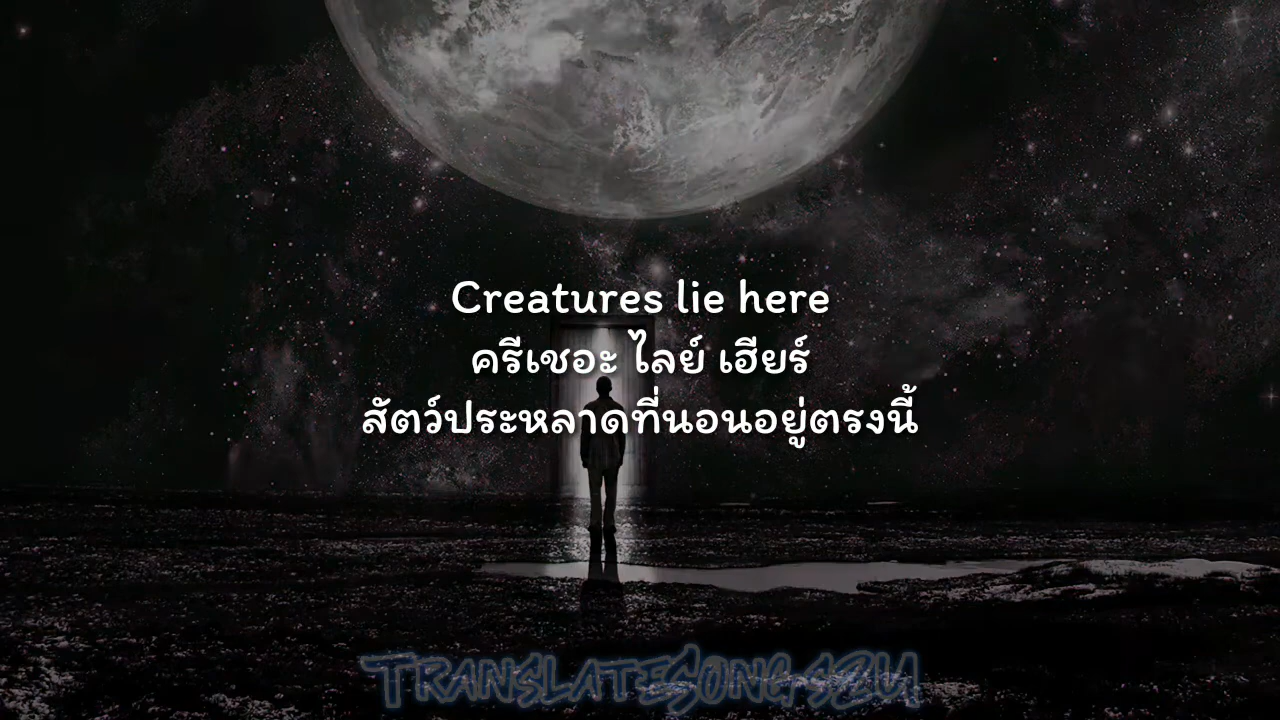 Creatures lie here
ครีเชอะ ไลย์ เฮียร์
สัตว์ประหลาดที่นอนอยู่ตรงนี้
TRANSLATESONGS2U